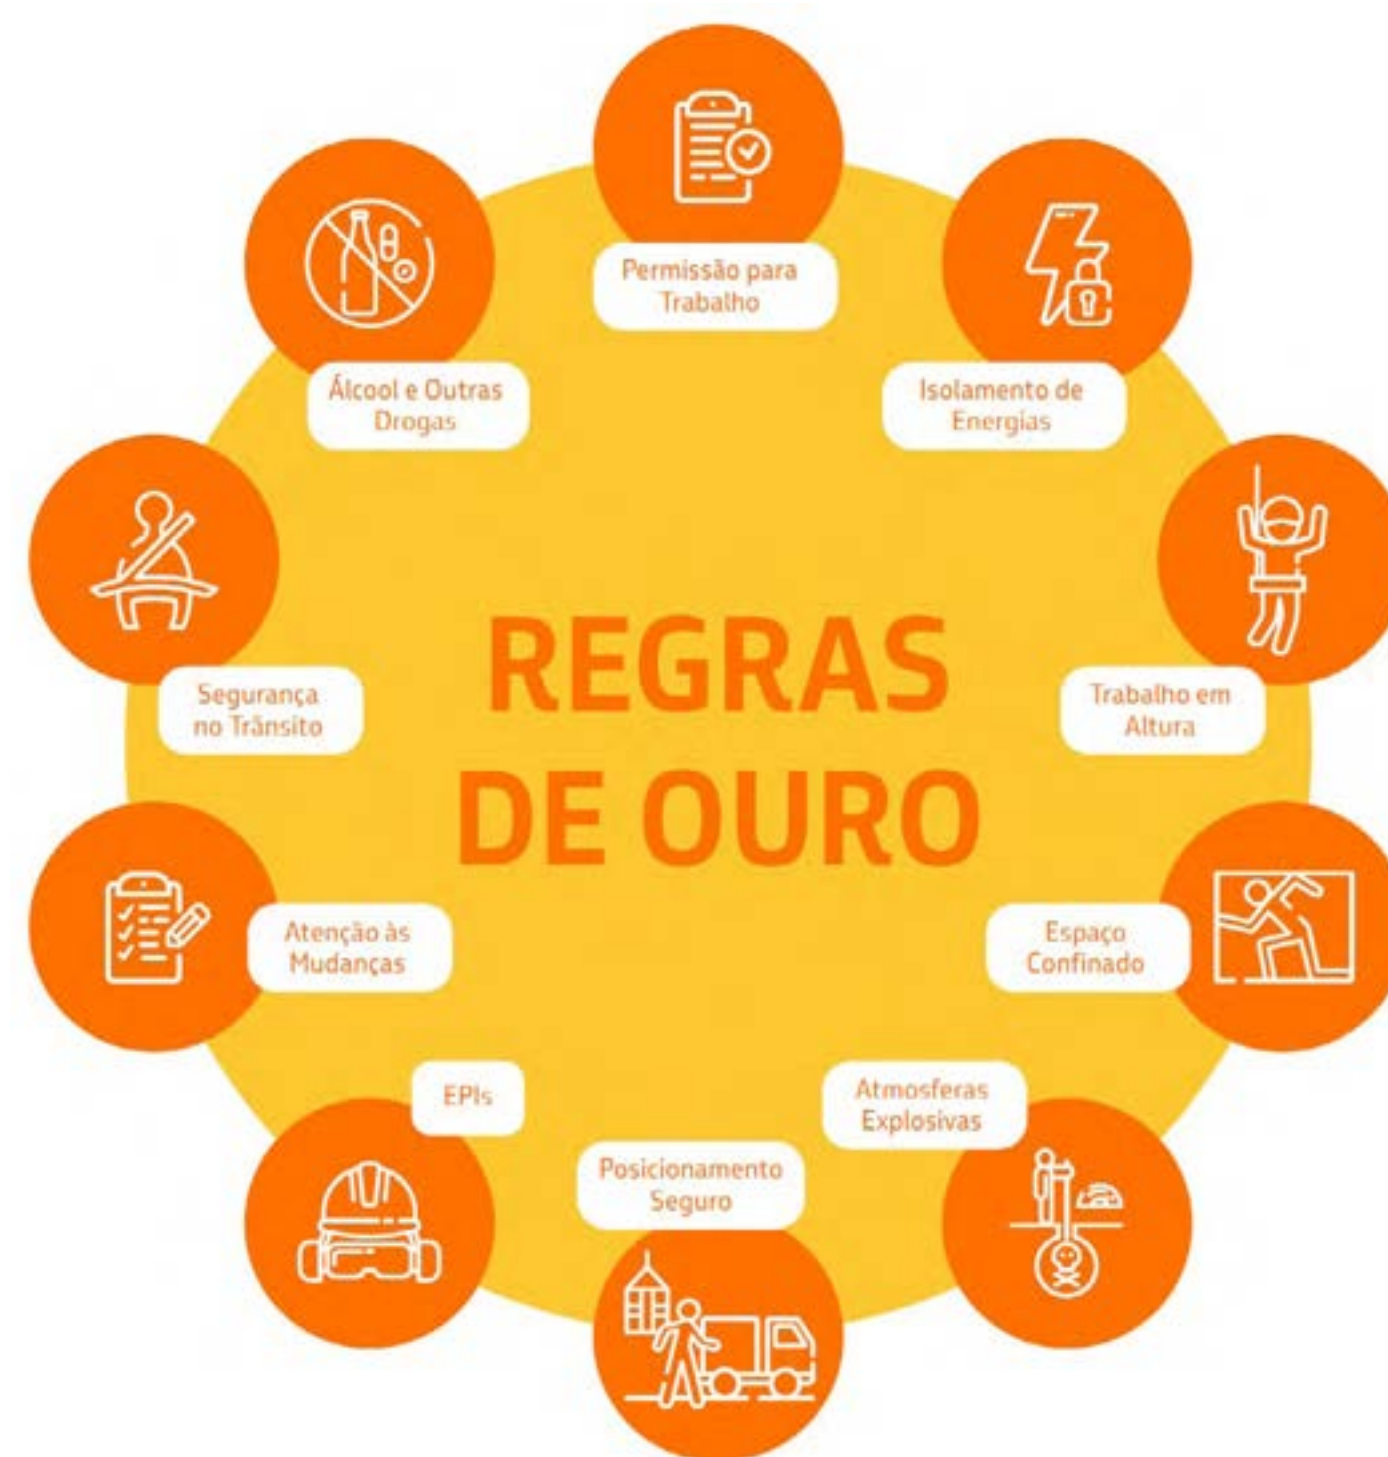 Permissão para
Trabalho
Isolamento de
Energias
Trabalho em
Altura
Espaço
Confinado
Atmosferas
Explosivas
Posicionamento
Seguro
EPIs
Atenção às
Mudanças
Segurança
no Trânsito
Álcool e Outras
Drogas
REGRAS
DE OURO